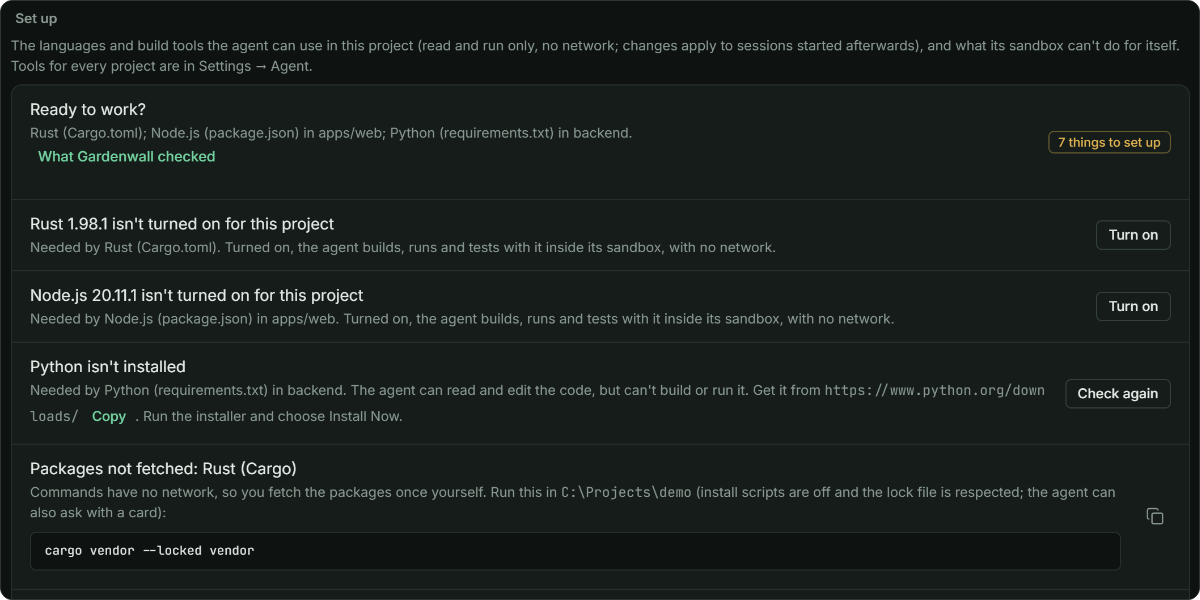 Set up
The languages and build tools the agent can use in this project (read and run only, no network; changes apply to sessions started afterwards), and what its sandbox can't do for itself.
Tools for every project are in Settings → Agent.
Ready to work?
Rust (Cargo.toml); Node.js (package.json) in apps/web; Python (requirements.txt) in backend.
7 things to set up
What Gardenwall checked
Rust 1.98.1 isn't turned on for this project
Needed by Rust (Cargo.toml). Turned on, the agent builds, runs and tests with it inside its sandbox, with no network.
Turn on
Node.js 20.11.1 isn't turned on for this project
Needed by Node.js (package.json) in apps/web. Turned on, the agent builds, runs and tests with it inside its sandbox, with no network.
Turn on
Python isn't installed
Needed by Python (requirements.txt) in backend. The agent can read and edit the code, but can't build or run it. Get it from https://www.python.org/down
loads/ Copy . Run the installer and choose Install Now.
Check again
Packages not fetched: Rust (Cargo)
Commands have no network, so you fetch the packages once yourself. Run this in C:\Projects\demo (install scripts are off and the lock file is respected; the agent can
also ask with a card):
cargo vendor --locked vendor